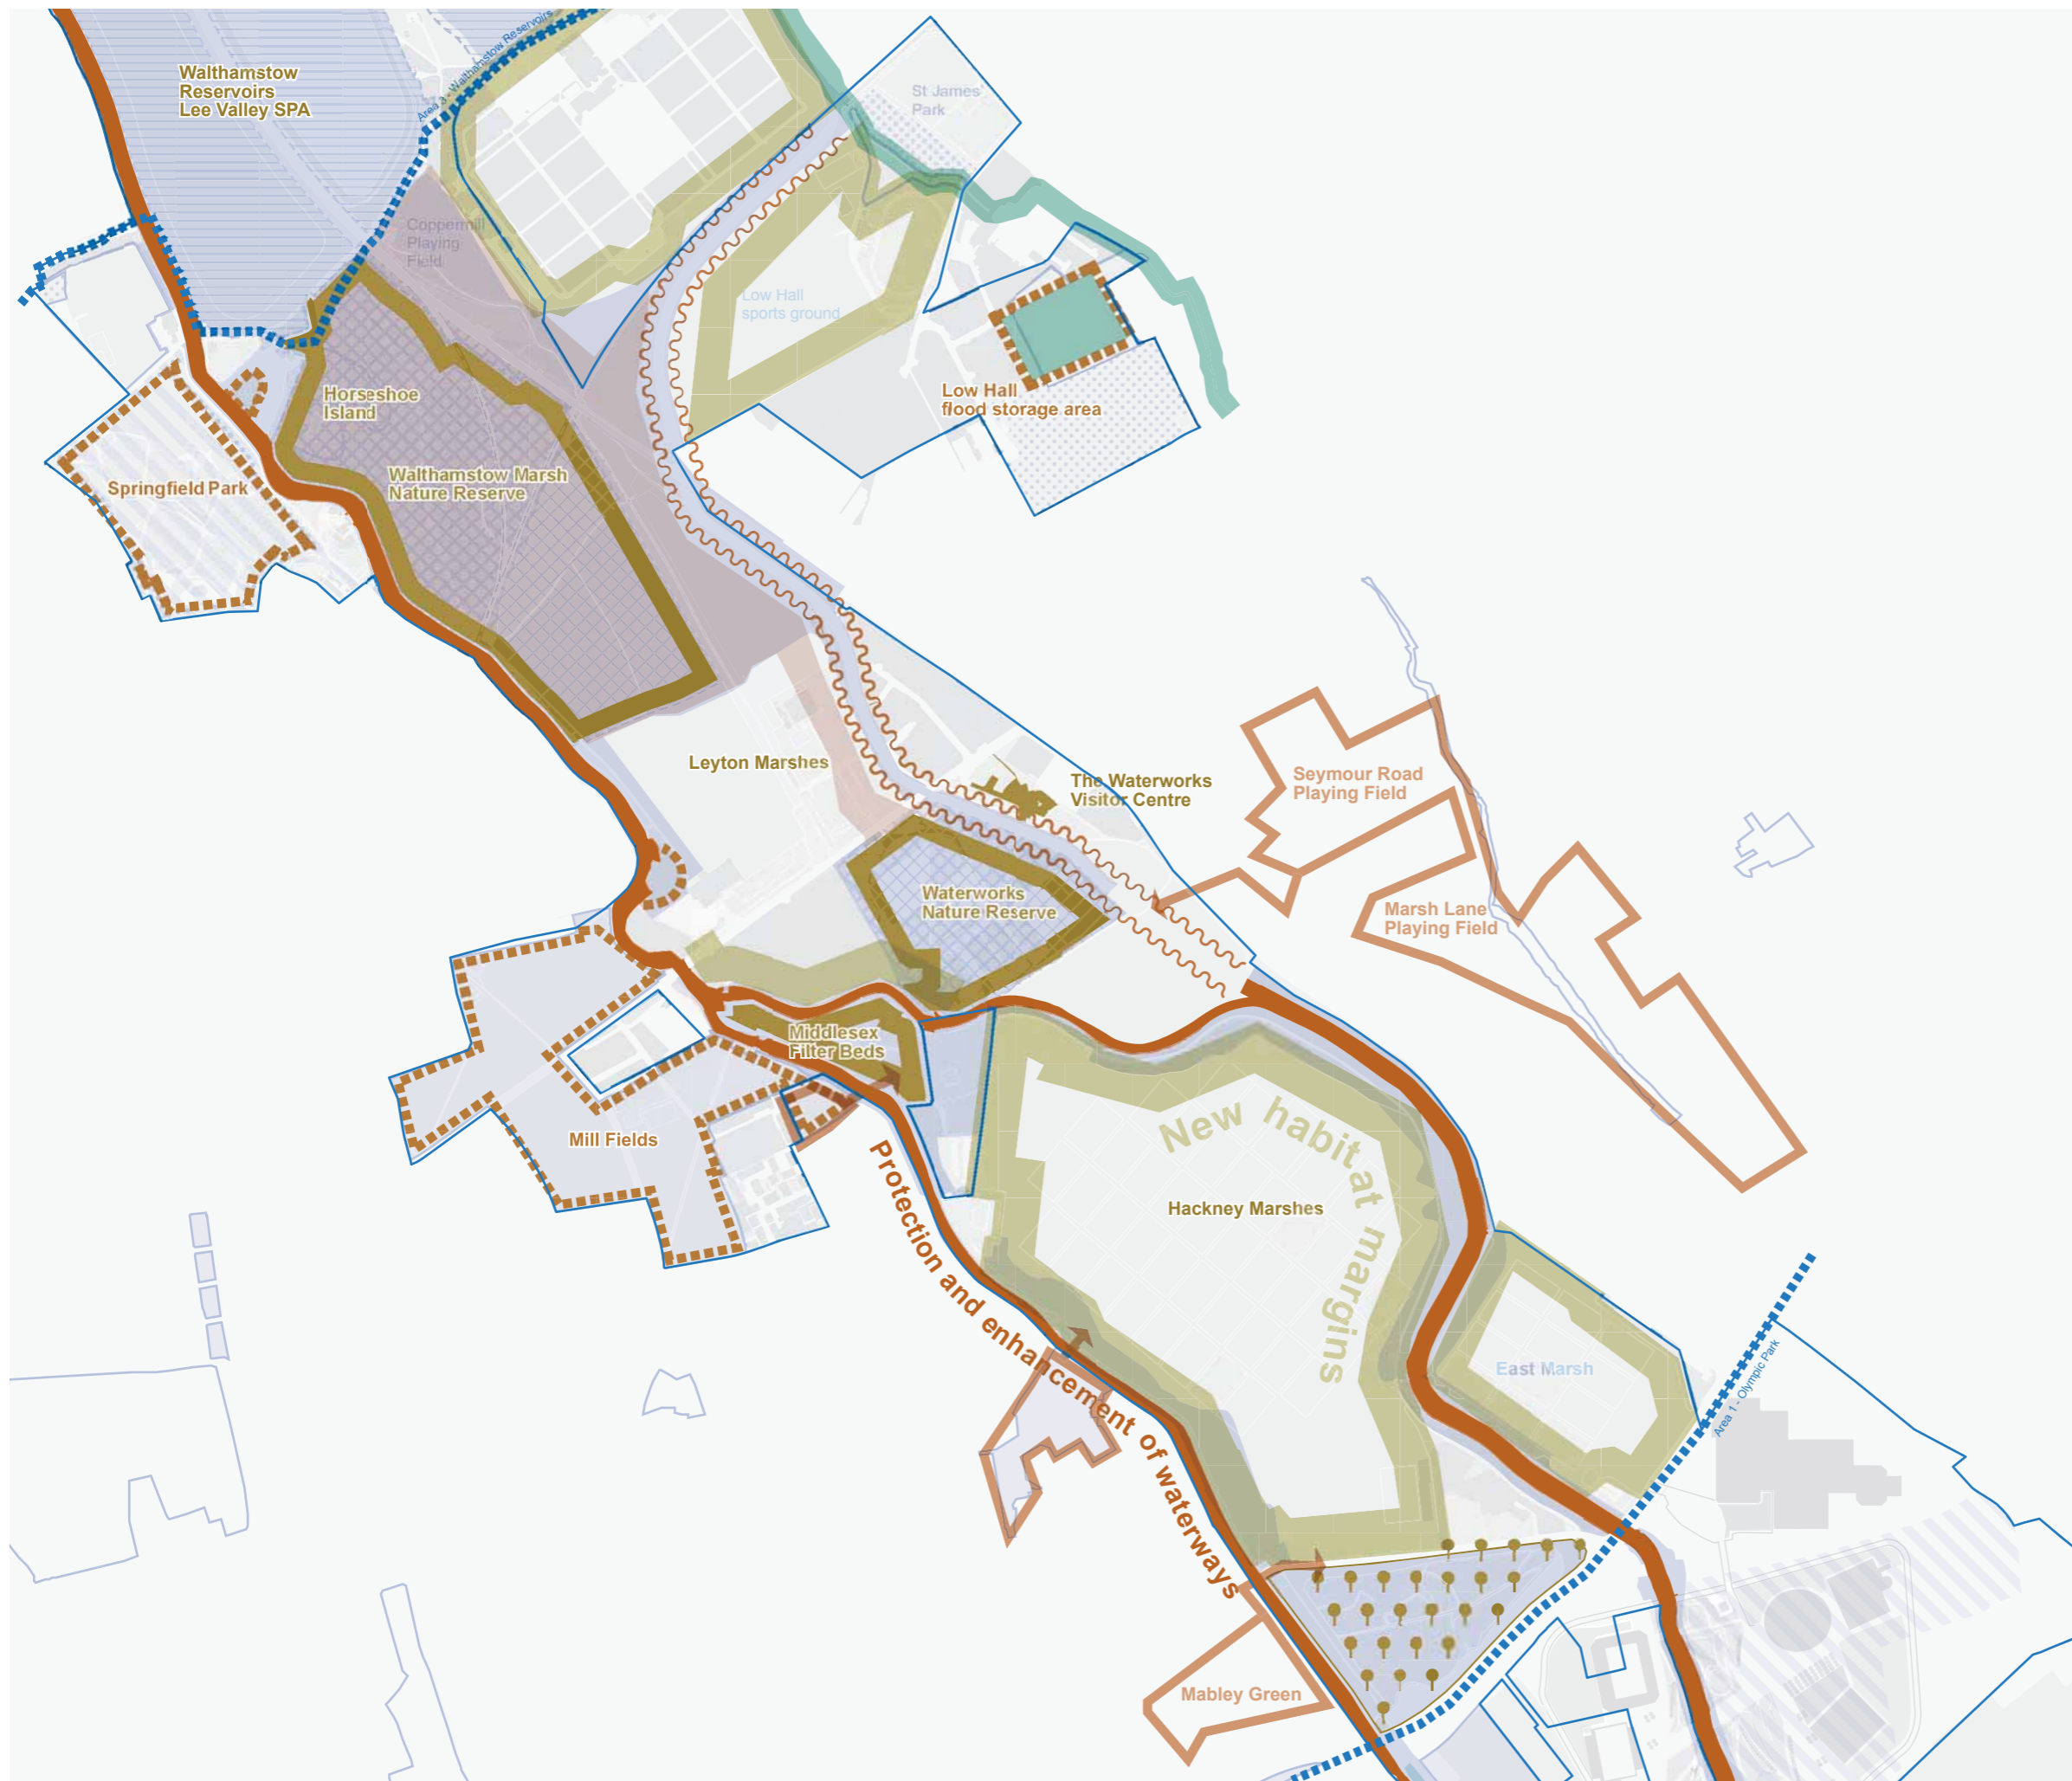 Walthamstow
Reservoirs
Lee Valley SPA
Area 3 - Walthamstow Reservoirs
St James'
Park
Coppermill
Playing
Field
Low Hall
sports ground
Horseshoe
Island
Low Hall
flood storage area
Walthamstow Marsh
Nature Reserve
Springfield Park
Leyton Marshes
The Waterworks
Visitor Centre
Seymour Road
Playing Field
Waterworks
Nature Reserve
Marsh Lane
Playing Field
Middlesex
Filter Beds
Mill Fields
New habitat margins
Hackney Marshes
Protection and enhancement of waterways
East Marsh
Area 1 - Olympic Park
Mabley Green